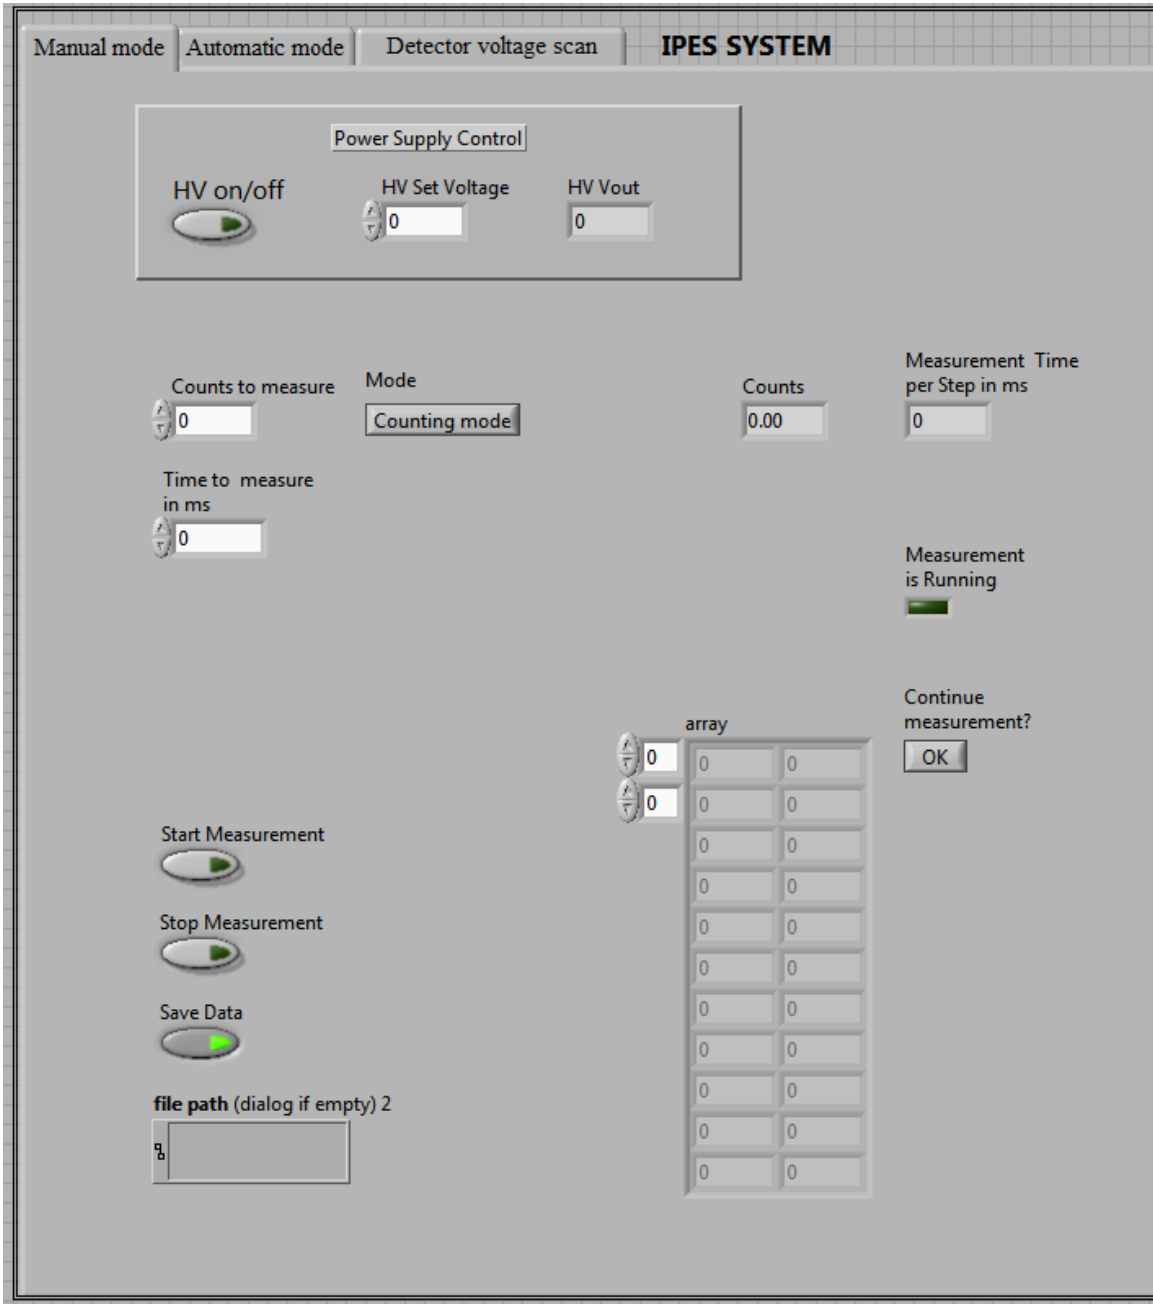 Manual mode
Automatic mode
Detector voltage scan
IPES SYSTEM
Power Supply Control
HV on/off
HV Set Voltage
HV Vout
0
0
Counts to measure
Mode
Counts
Measurement Time
per Step in ms
0
Counting mode
0.00
0
Time to measure
in ms
0
Measurement
is Running
Continue
measurement?
OK
array
0
0
0 0
0 0
0 0
0 0
0 0
0 0
0 0
0 0
0 0
0 0
0 0
Start Measurement
Stop Measurement
Save Data
file path (dialog if empty) 2